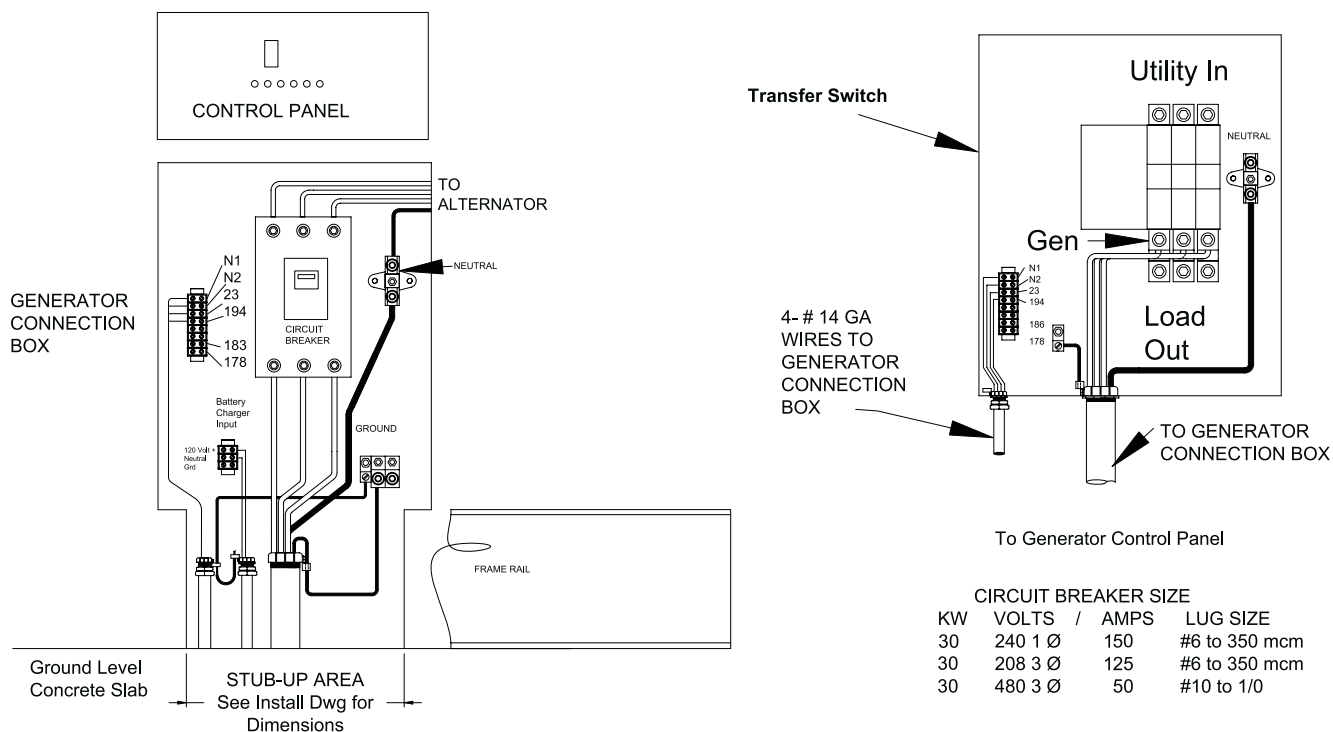 CONTROL PANEL
TO
ALTERNATOR
NEUTRAL
N1
N2
23
194
183
178
GENERATOR
CONNECTION
BOX
CIRCUIT
BREAKER
Battery
Charger
Input
120 Volt +
Neutral
Grd
GROUND
FRAME RAIL
Ground Level
Concrete Slab
STUB-UP AREA
See Install Dwg for
Dimensions
Transfer Switch
Utility In
NEUTRAL
Gen
N1
N2
23
194
186
178
Load
Out
4- # 14 GA
WIRES TO
GENERATOR
CONNECTION
BOX
TO GENERATOR
CONNECTION BOX
To Generator Control Panel
CIRCUIT BREAKER SIZE
KW VOLTS / AMPS LUG SIZE
30 240 1 Ø 150 #6 to 350 mcm
30 208 3 Ø 125 #6 to 350 mcm
30 480 3 Ø 50 #10 to 1/0